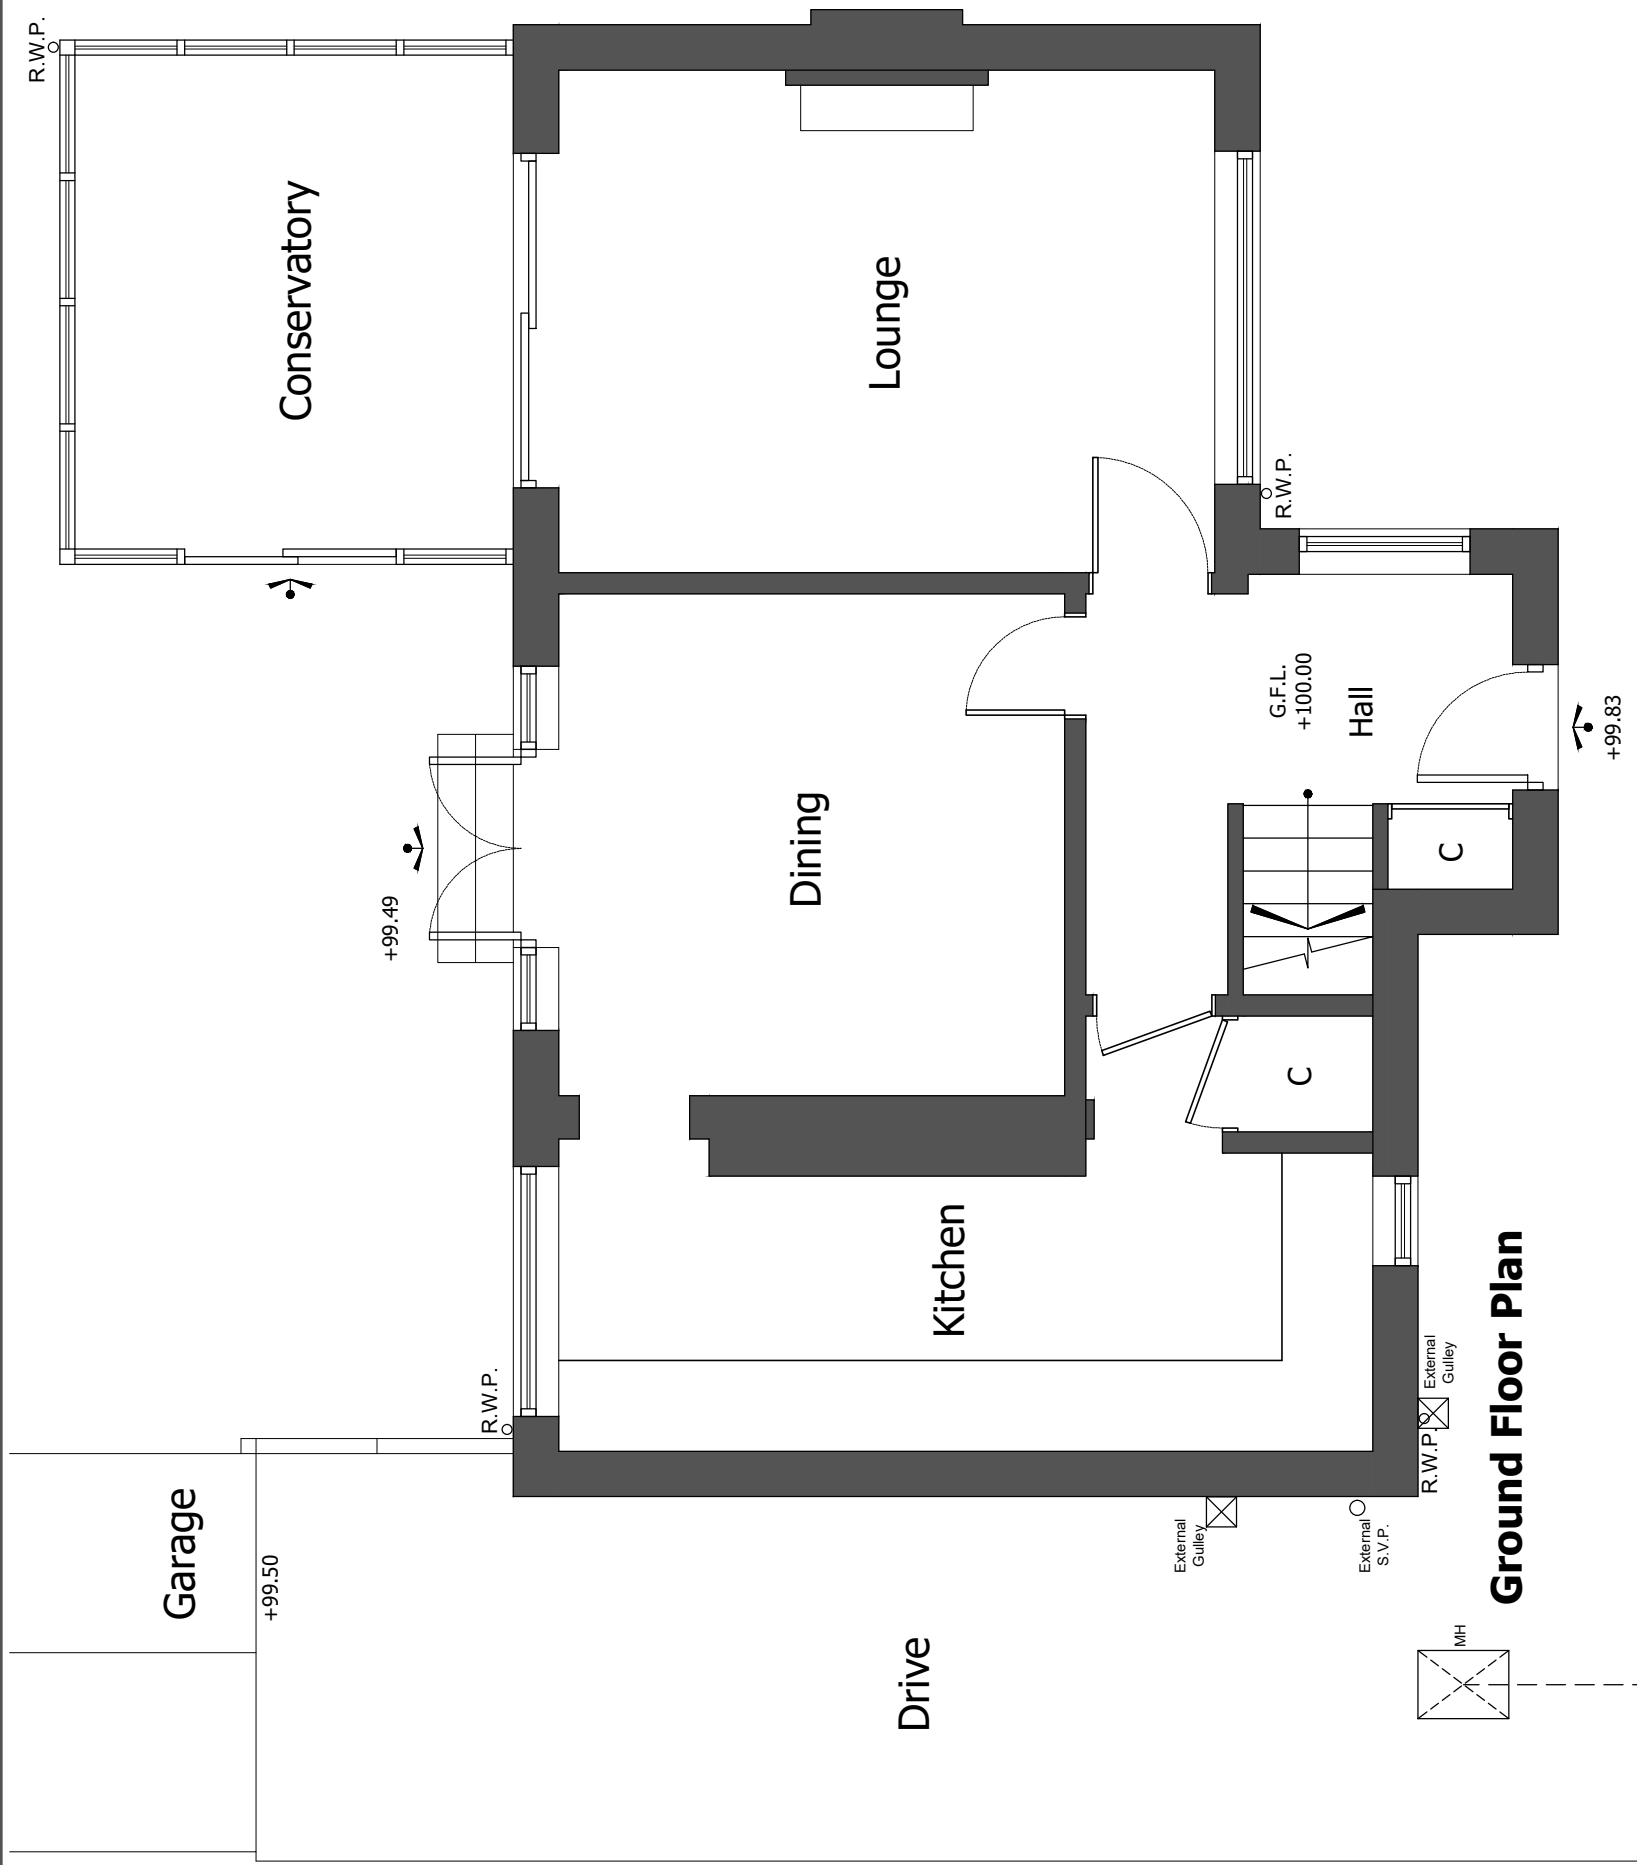 Garage
+99.50
R.W.P.
Conservatory
R.W.P.
+99.49
Drive
Kitchen
Dining
Lounge
External
Gulley
C
G.F.L.
+100.00
R.W.P.
External
S.V.P.
R.W.P.
External
Gulley
Hall
C
MH
+99.83
Ground Floor Plan